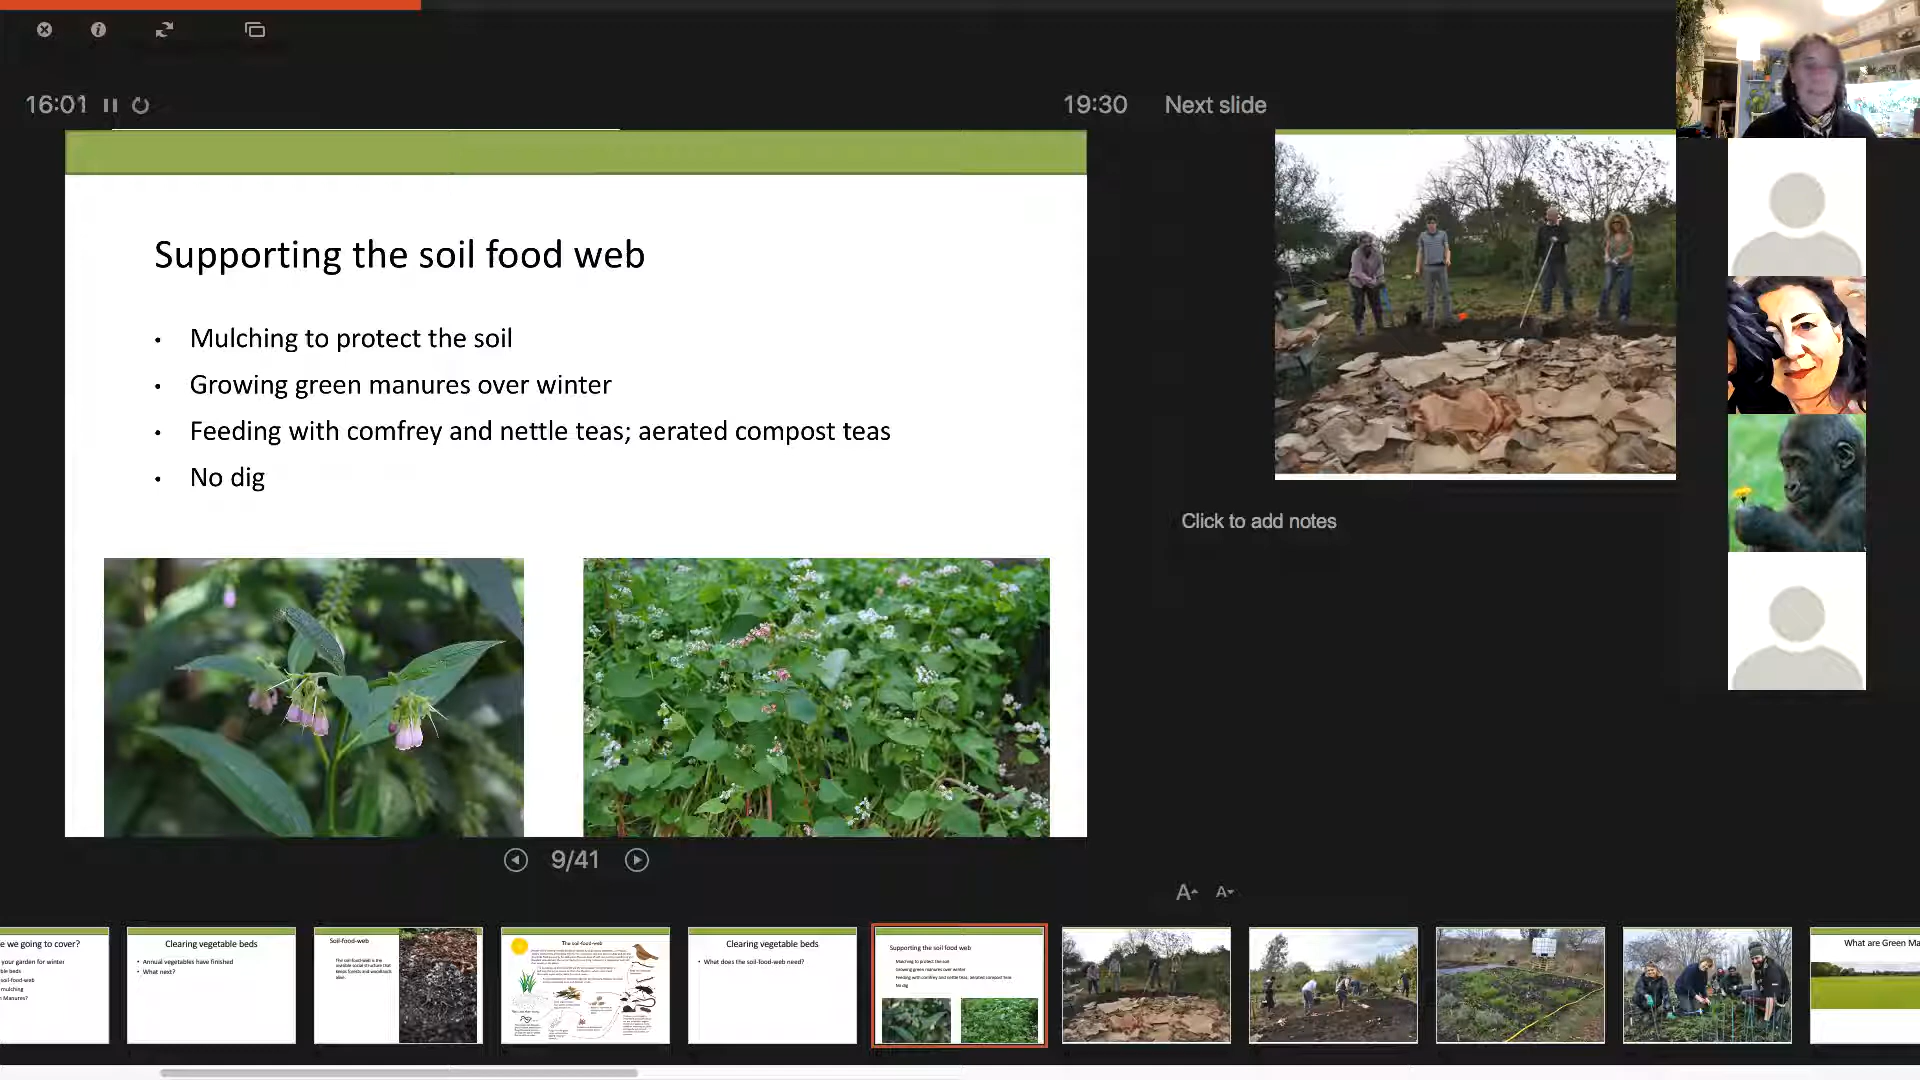 16:01
19:30
Next slide
Supporting the soil food web
• Mulching to protect the soil
• Growing green manures over winter
• Feeding with comfrey and nettle teas; aerated compost teas
• No dig
Click to add notes
9/41
A A
e we going to cover?
your garden for winter
ble beds
soil-food-web
mulching
n Manures?
Clearing vegetable beds
• Annual vegetables have finished
• What next?
Soil-food-web
The soil-food-web
Clearing vegetable beds
• What does the soil-food-web need?
Supporting the soil food web
Mulching to protect the soil
Growing green manures over winter
Feeding with comfrey and nettle teas; aerated compost teas
No dig
What are Green Ma